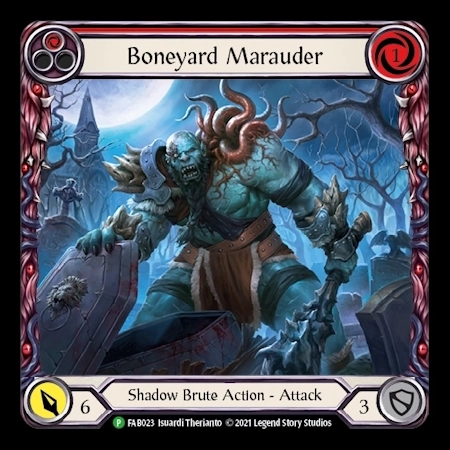 Boneyard Marauder
1
Shadow Brute Action - Attack
6
3
P FAB023 Isuardi Therianto © 2021 Legend Story Studios